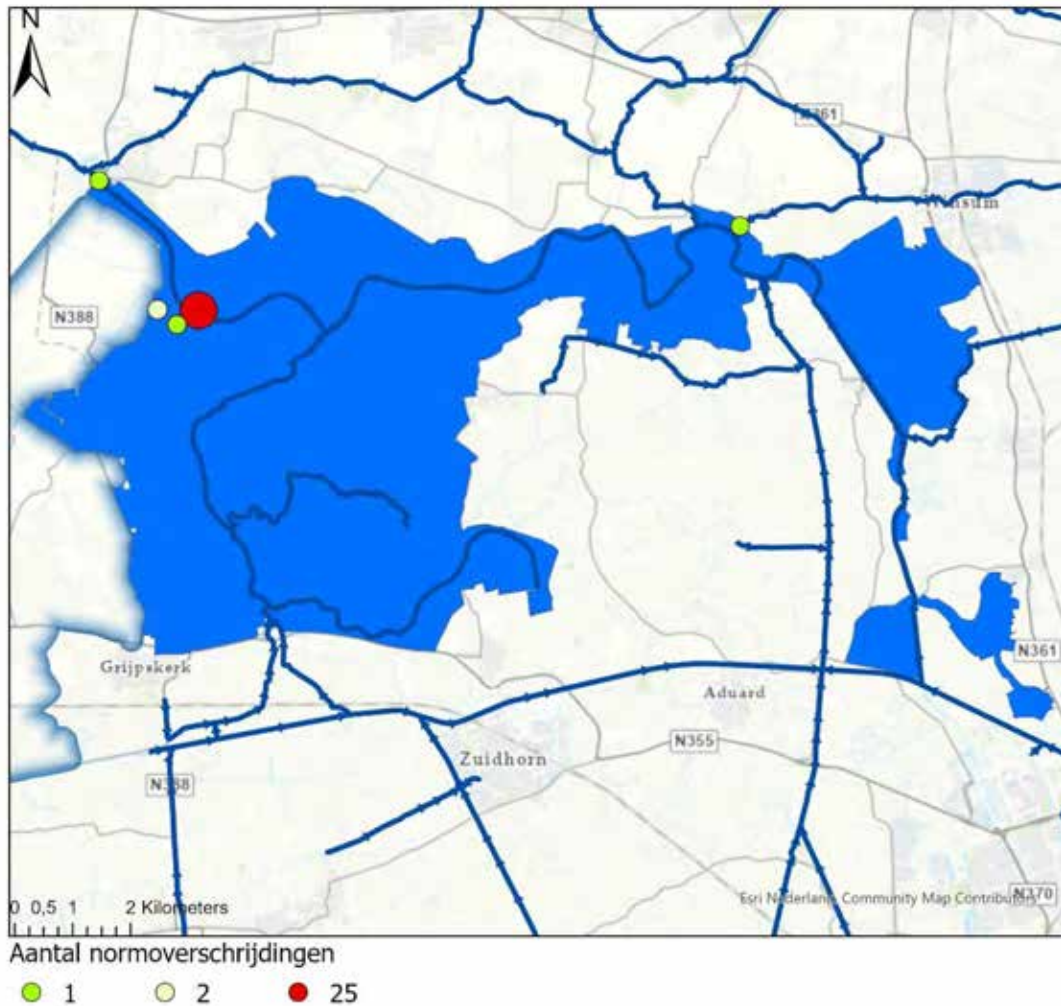 N
N361
Winsum
N388
N361
Grijpskerk
Aduard
N355
Zuidhorn
N388
Esri Nederland, Community Map Contributors
N370
0 0,5 1 2 Kilometers
Aantal normoverschrijdingen
1 2 25